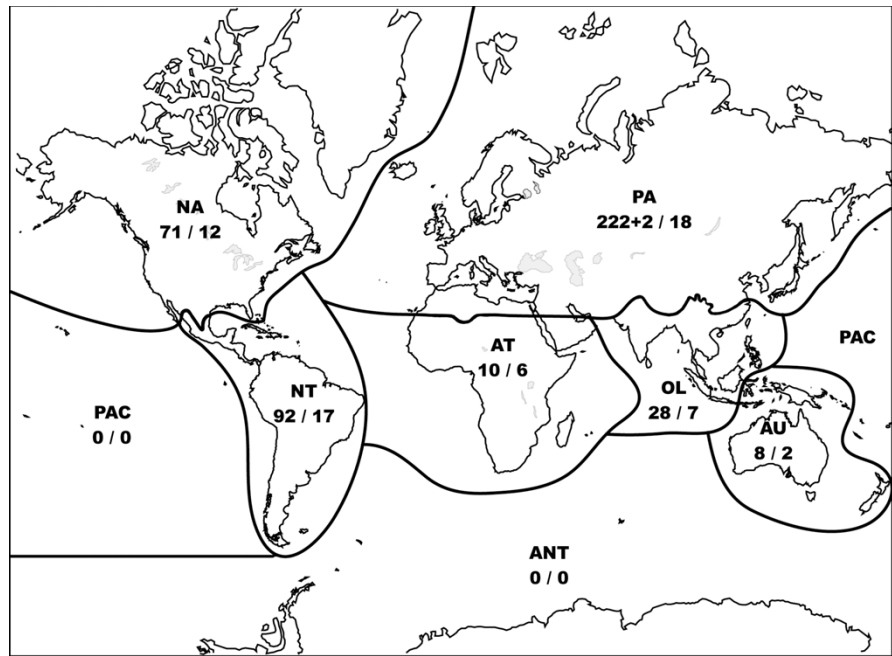 NA
71 / 12
PA
222+2 / 18
PAC
0 / 0
NT
92 / 17
AT
10 / 6
OL
28 / 7
PAC
AU
8 / 2
ANT
0 / 0